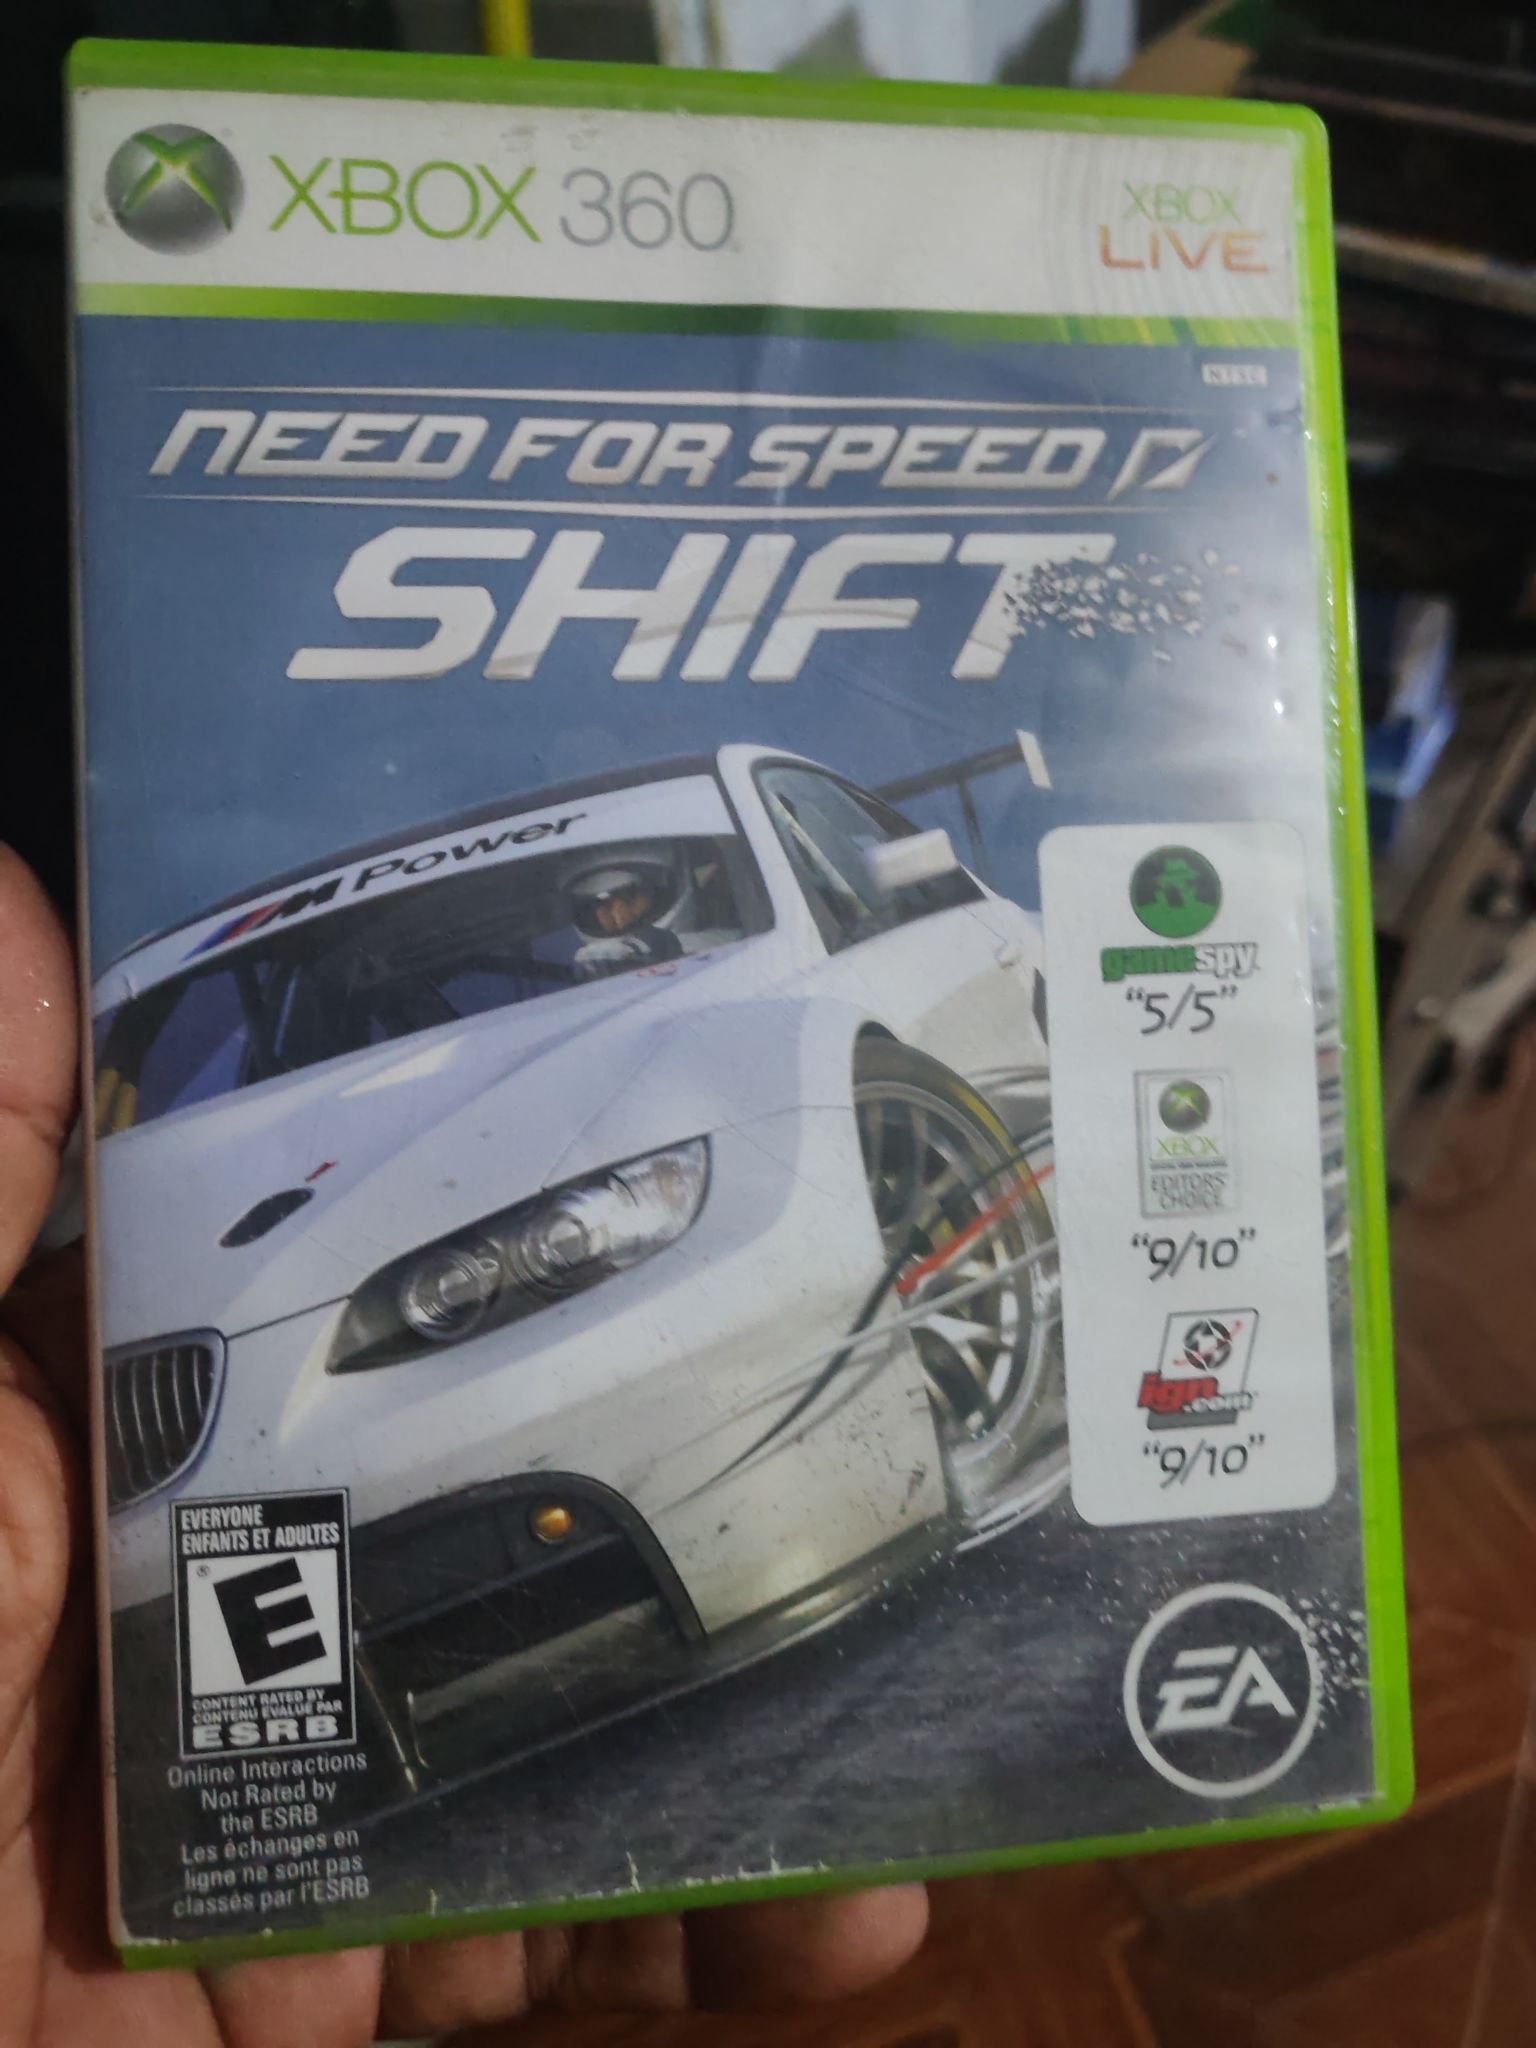 XBOX 360
XBOX
LIVE
NTSC
NEED FOR SPEED
SHIFT
M Power
gamespy
"5/5"
XBOX
EDITORS'
CHOICE
"9/10"
ign.com
"9/10"
EVERYONE
ENFANTS ET ADULTES
E
CONTENT RATED BY
CONTENU ÉVALUÉ PAR
ESRB
Online Interactions
Not Rated by
the ESRB
Les échanges en
ligne ne sont pas
classés par l'ESRB
EA